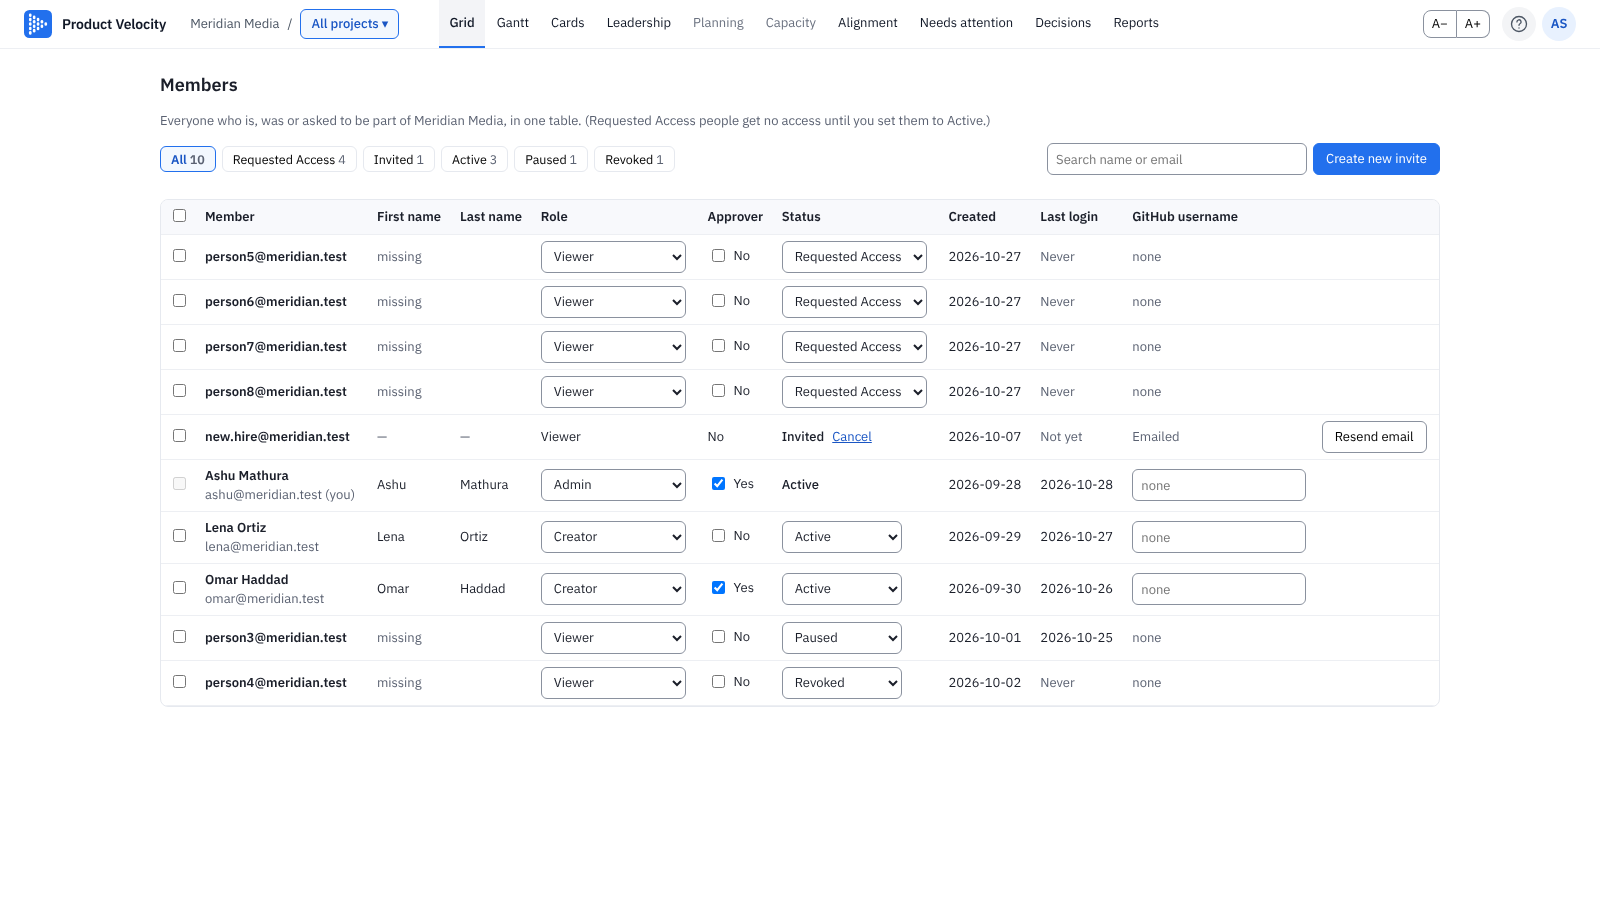 Product Velocity Meridian Media / All projects ▾ Grid Gantt Cards Leadership Planning Capacity Alignment Needs attention Decisions Reports A− A+ ? AS
Members
Everyone who is, was or asked to be part of Meridian Media, in one table. (Requested Access people get no access until you set them to Active.)
All 10 Requested Access 4 Invited 1 Active 3 Paused 1 Revoked 1 Search name or email Create new invite
Member First name Last name Role Approver Status Created Last login GitHub username
person5@meridian.test missing Viewer No Requested Access 2026-10-27 Never none
person6@meridian.test missing Viewer No Requested Access 2026-10-27 Never none
person7@meridian.test missing Viewer No Requested Access 2026-10-27 Never none
person8@meridian.test missing Viewer No Requested Access 2026-10-27 Never none
new.hire@meridian.test — — Viewer No Invited Cancel 2026-10-07 Not yet Emailed Resend email
Ashu Mathura
ashu@meridian.test (you) Ashu Mathura Admin Yes Active 2026-09-28 2026-10-28 none
Lena Ortiz
lena@meridian.test Lena Ortiz Creator No Active 2026-09-29 2026-10-27 none
Omar Haddad
omar@meridian.test Omar Haddad Creator Yes Active 2026-09-30 2026-10-26 none
person3@meridian.test missing Viewer No Paused 2026-10-01 2026-10-25 none
person4@meridian.test missing Viewer No Revoked 2026-10-02 Never none